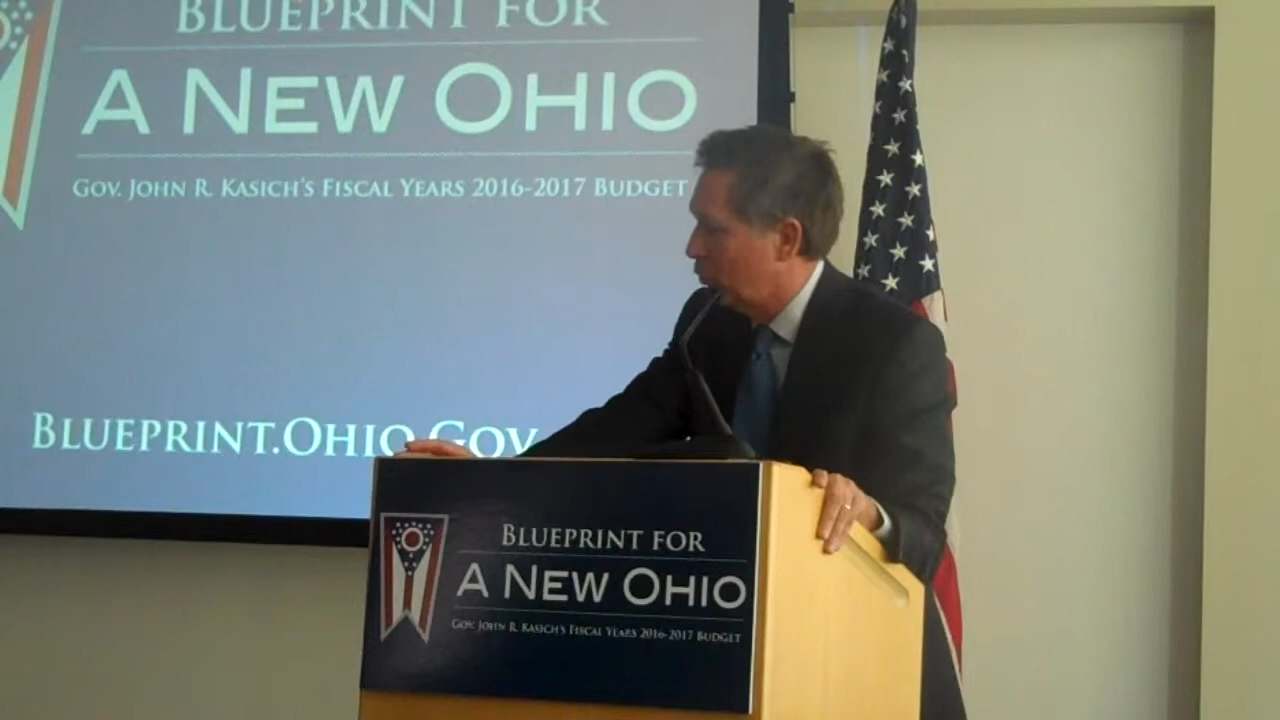 BLUEPRINT FOR
A NEW OHIO
GOV. JOHN R. KASICH'S FISCAL YEARS 2016-2017 BUDGET
BLUEPRINT.OHIO.GOV
BLUEPRINT FOR
A NEW OHIO
GOV. JOHN R. KASICH'S FISCAL YEARS 2016-2017 BUDGET